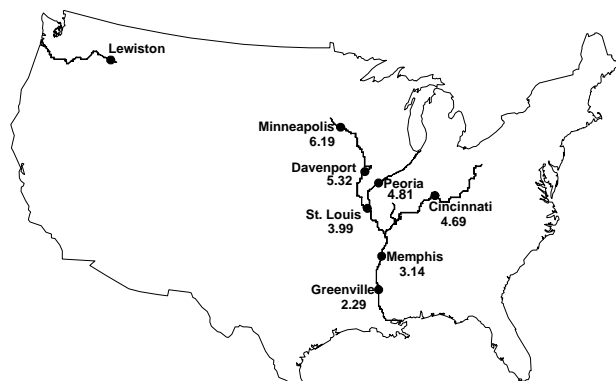 Lewiston
Minneapolis
6.19
Davenport
5.32
Peoria
4.81
Cincinnati
4.69
St. Louis
3.99
Memphis
3.14
Greenville
2.29